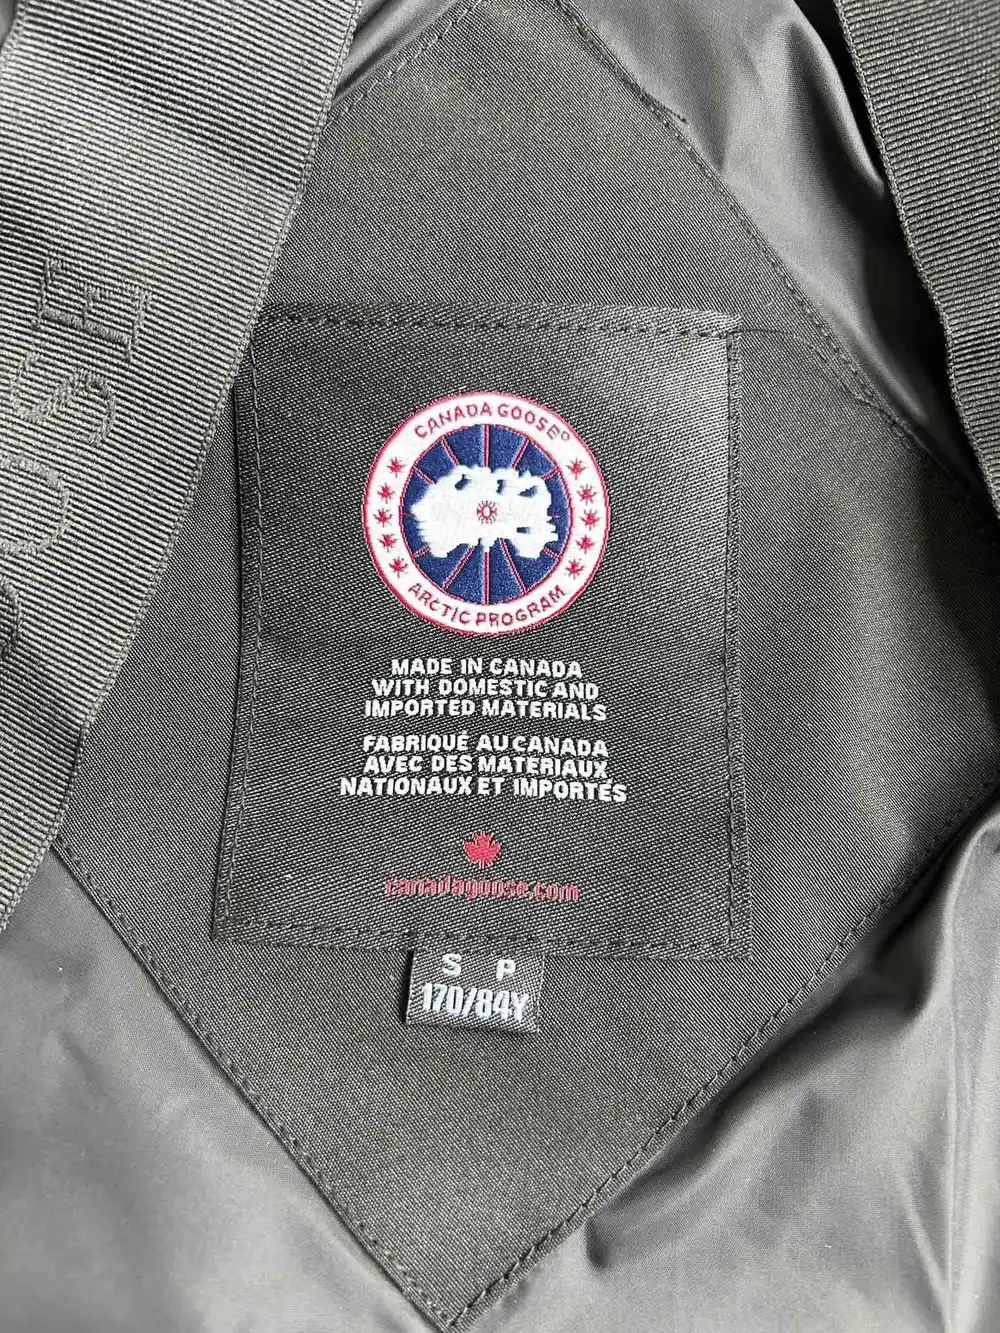 CANADA GOOSE®
ARCTIC PROGRAM
MADE IN CANADA
WITH DOMESTIC AND
IMPORTED MATERIALS
FABRIQUÉ AU CANADA
AVEC DES MATERIAUX
NATIONAUX ET IMPORTÉS
canadagoose.com
S P
170/84Y